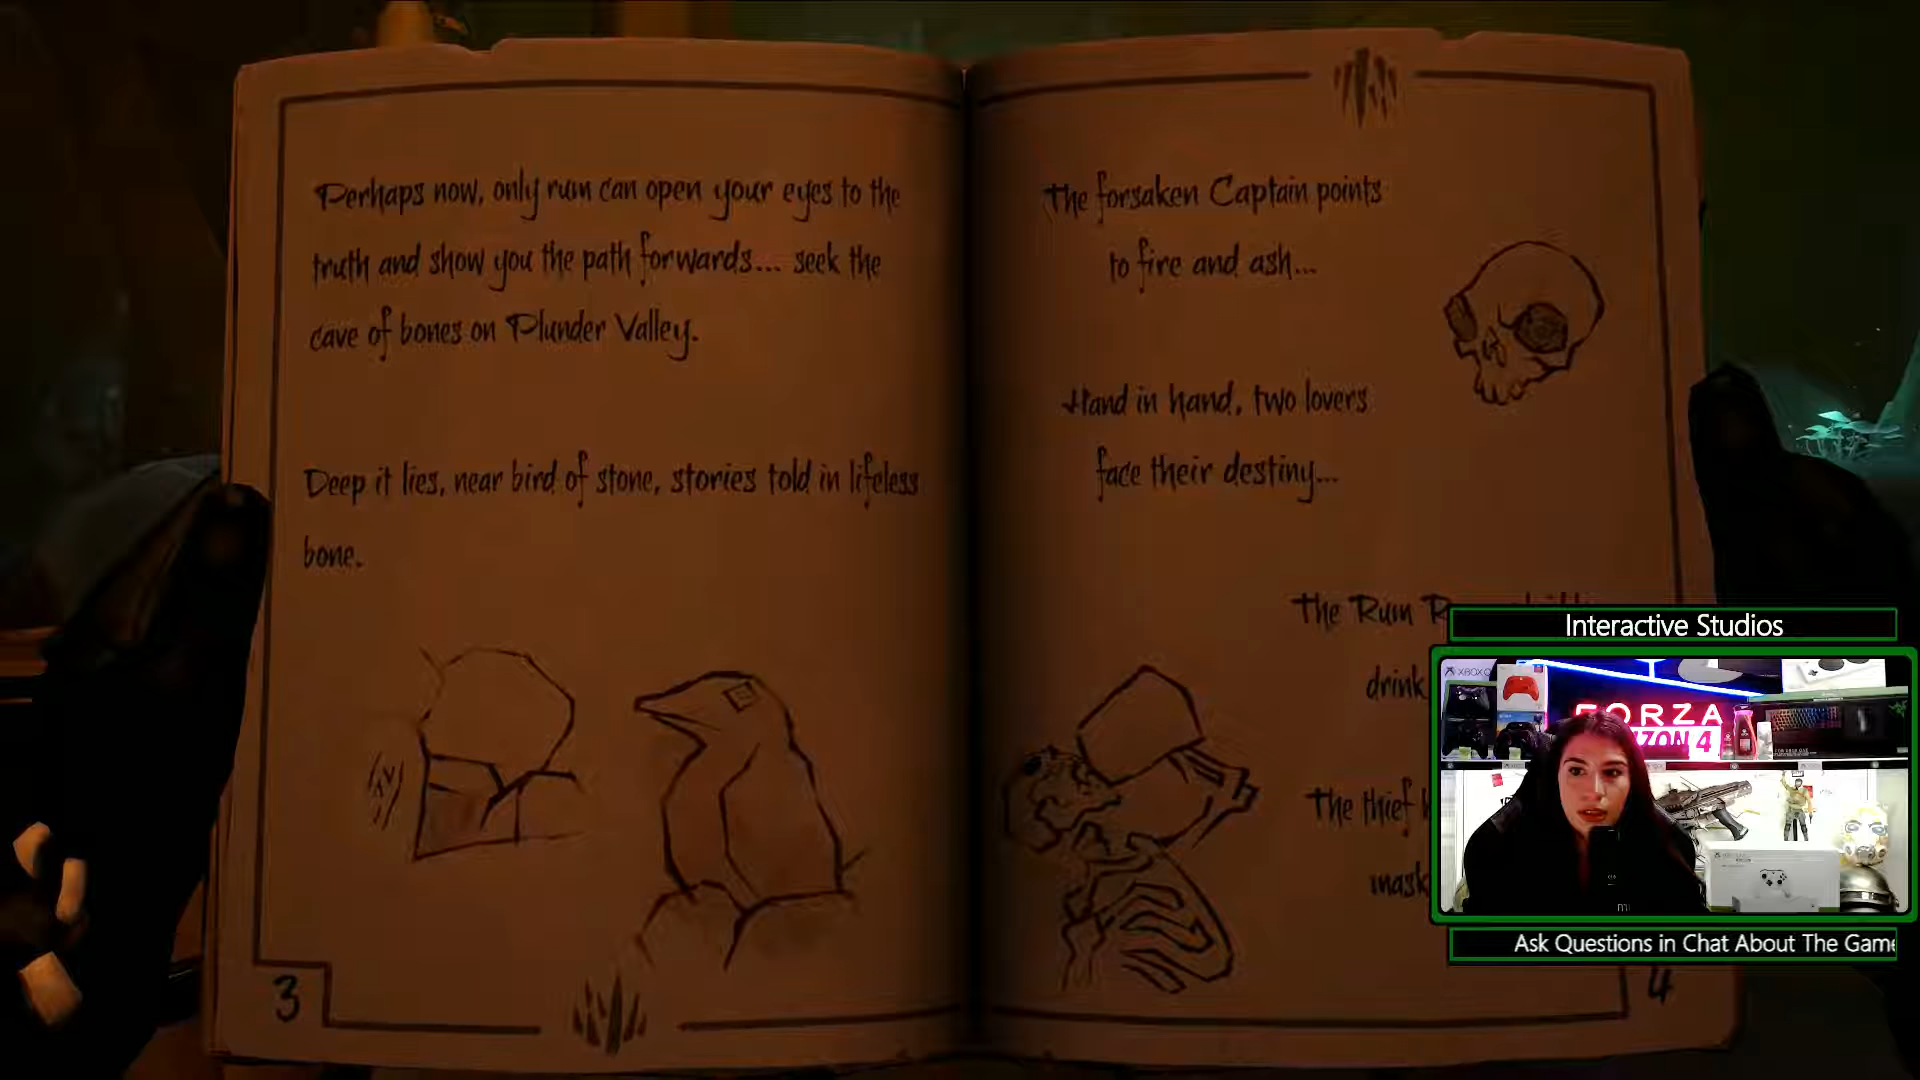 Perhaps now, only rum can open your eyes to the
truth and show you the path forwards... seek the
cave of bones on Plunder Valley.
Deep it lies, near bird of stone, stories told in lifeless
bone.
3
The forsaken Captain points
to fire and ash...
Hand in hand, two lovers
face their destiny...
The Rum
drink
The thief
mask
4
Interactive Studios
XBOX
FORZA
ZON 4
Ask Questions in Chat About The Game